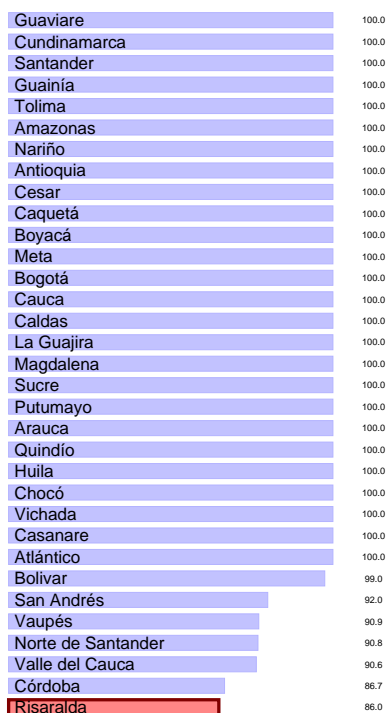 Guaviare 100.0
Cundinamarca 100.0
Santander 100.0
Guainía 100.0
Tolima 100.0
Amazonas 100.0
Nariño 100.0
Antioquia 100.0
Cesar 100.0
Caquetá 100.0
Boyacá 100.0
Meta 100.0
Bogotá 100.0
Cauca 100.0
Caldas 100.0
La Guajira 100.0
Magdalena 100.0
Sucre 100.0
Putumayo 100.0
Arauca 100.0
Quindío 100.0
Huila 100.0
Chocó 100.0
Vichada 100.0
Casanare 100.0
Atlántico 100.0
Bolivar 99.0
San Andrés 92.0
Vaupés 90.9
Norte de Santander 90.8
Valle del Cauca 90.6
Córdoba 86.7
Risaralda 86.0